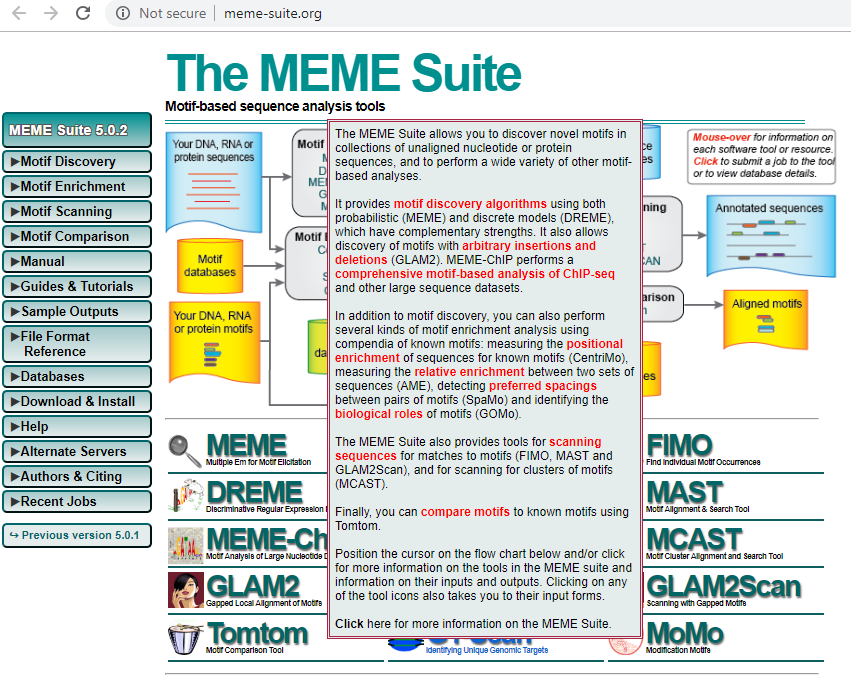 Not secure | meme-suite.org
The MEME Suite
Motif-based sequence analysis tools
MEME Suite 5.0.2
►Motif Discovery
►Motif Enrichment
►Motif Scanning
►Motif Comparison
►Manual
►Guides & Tutorials
►Sample Outputs
►File Format
Reference
►Databases
►Download & Install
►Help
►Alternate Servers
►Authors & Citing
►Recent Jobs
↪ Previous version 5.0.1
Your DNA, RNA or
protein sequences
Motif
databases
Your DNA, RNA
or protein motifs
The MEME Suite allows you to discover novel motifs in
collections of unaligned nucleotide or protein
sequences, and to perform a wide variety of other motif-
based analyses.
It provides motif discovery algorithms using both
probabilistic (MEME) and discrete models (DREME),
which have complementary strengths. It also allows
discovery of motifs with arbitrary insertions and
deletions (GLAM2). MEME-ChIP performs a
comprehensive motif-based analysis of ChIP-seq
and other large sequence datasets.
In addition to motif discovery, you can also perform
several kinds of motif enrichment analysis using
compendia of known motifs: measuring the positional
enrichment of sequences for known motifs (CentriMo),
measuring the relative enrichment between two sets of
sequences (AME), detecting preferred spacings
between pairs of motifs (SpaMo) and identifying the
biological roles of motifs (GOMo).
The MEME Suite also provides tools for scanning
sequences for matches to motifs (FIMO, MAST and
GLAM2Scan), and for scanning for clusters of motifs
(MCAST).
Finally, you can compare motifs to known motifs using
Tomtom.
Position the cursor on the flow chart below and/or click
for more information on the tools in the MEME suite and
information on their inputs and outputs. Clicking on any
of the tool icons also takes you to their input forms.
Click here for more information on the MEME Suite.
Mouse-over for information on
each software tool or resource.
Click to submit a job to the tool
or to view database details.
Annotated sequences
Aligned motifs
MEME
Multiple Em for Motif Elicitation
DREME
Discriminative Regular Expression
MEME-Ch
Motif Analysis of Large Nucleotide
GLAM2
Gapped Local Alignment of Motifs
Tomtom
Motif Comparison Tool
Identifying Unique Genomic Targets
FIMO
Find Individual Motif Occurrences
MAST
Motif Alignment & Search Tool
MCAST
Motif Cluster Alignment and Search Tool
GLAM2Scan
Scanning with Gapped Motifs
MoMo
Modification Motifs